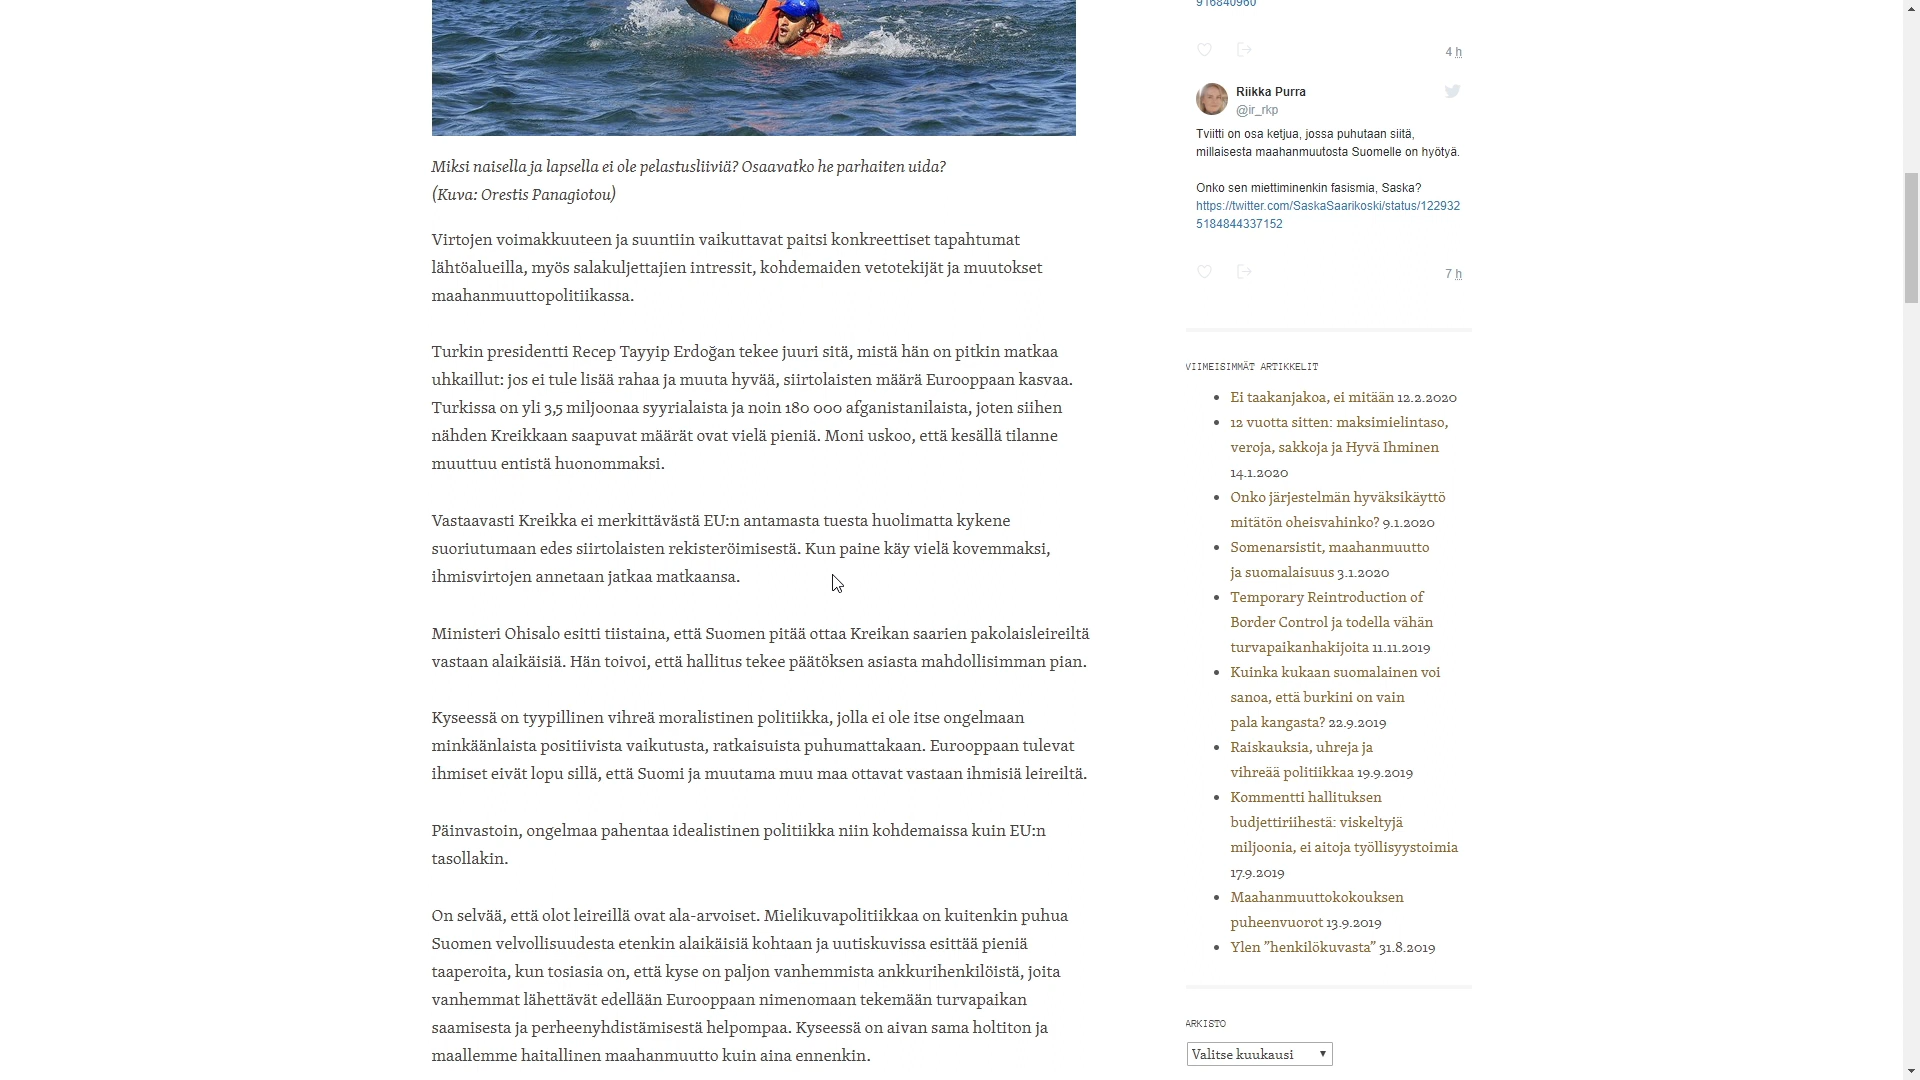 Miksi naisella ja lapsella ei ole pelastusliiviä? Osaavatko he parhaiten uida?
(Kuva: Orestis Panagiotou)
Virtojen voimakkuuteen ja suuntiin vaikuttavat paitsi konkreettiset tapahtumat
lähtöalueilla, myös salakuljettajien intressit, kohdemaiden vetotekijät ja muutokset
maahanmuuttopolitiikassa.
Turkin presidentti Recep Tayyip Erdoğan tekee juuri sitä, mistä hän on pitkin matkaa
uhkaillut: jos ei tule lisää rahaa ja muuta hyvää, siirtolaisten määrä Eurooppaan kasvaa.
Turkissa on yli 3,5 miljoonaa syyrialaista ja noin 180 000 afganistanilaista, joten siihen
nähden Kreikkaan saapuvat määrät ovat vielä pieniä. Moni uskoo, että kesällä tilanne
muuttuu entistä huonommaksi.
Vastaavasti Kreikka ei merkittävästä EU:n antamasta tuesta huolimatta kykene
suoriutumaan edes siirtolaisten rekisteröimisestä. Kun paine käy vielä kovemmaksi,
ihmisvirtojen annetaan jatkaa matkaansa.
Ministeri Ohisalo esitti tiistaina, että Suomen pitää ottaa Kreikan saarien pakolaisleireiltä
vastaan alaikäisiä. Hän toivoi, että hallitus tekee päätöksen asiasta mahdollisimman pian.
Kyseessä on tyypillinen vihreä moralistinen politiikka, jolla ei ole itse ongelmaan
minkäänlaista positiivista vaikutusta, ratkaisuista puhumattakaan. Eurooppaan tulevat
ihmiset eivät lopu sillä, että Suomi ja muutama muu maa ottavat vastaan ihmisiä leireiltä.
Päinvastoin, ongelmaa pahentaa idealistinen politiikka niin kohdemaissa kuin EU:n
tasollakin.
On selvää, että olot leireillä ovat ala-arvoiset. Mielikuvapolitiikkaa on kuitenkin puhua
Suomen velvollisuudesta etenkin alaikäisiä kohtaan ja uutiskuvissa esittää pieniä
taaperoita, kun tosiasia on, että kyse on paljon vanhemmista ankkurihenkilöistä, joita
vanhemmat lähettävät edellään Eurooppaan nimenomaan tekemään turvapaikan
saamisesta ja perheenyhdistämisestä helpompaa. Kyseessä on aivan sama holtiton ja
maallemme haitallinen maahanmuutto kuin aina ennenkin.
916840960
4 h
Riikka Purra
@ir_rkp
Tviitti on osa ketjua, jossa puhutaan siitä,
millaisesta maahanmuutosta Suomelle on hyötyä.
Onko sen miettiminenkin fasismia, Saska?
https://twitter.com/SaskaSaarikoski/status/122932
5184844337152
7 h
VIIMEISIMMÄT ARTIKKELIT
Ei taakanjakoa, ei mitään 12.2.2020
12 vuotta sitten: maksimielintaso,
veroja, sakkoja ja Hyvä Ihminen
14.1.2020
Onko järjestelmän hyväksikäyttö
mitätön oheisvahinko? 9.1.2020
Somenarsistit, maahanmuutto
ja suomalaisuus 3.1.2020
Temporary Reintroduction of
Border Control ja todella vähän
turvapaikanhakijoita 11.11.2019
Kuinka kukaan suomalainen voi
sanoa, että burkini on vain
pala kangasta? 22.9.2019
Raiskauksia, uhreja ja
vihreää politiikkaa 19.9.2019
Kommentti hallituksen
budjettiriihestä: viskeltyjä
miljoonia, ei aitoja työllisyystoimia
17.9.2019
Maahanmuuttokokouksen
puheenvuorot 13.9.2019
Ylen ”henkilökuvasta” 31.8.2019
ARKISTO
Valitse kuukausi